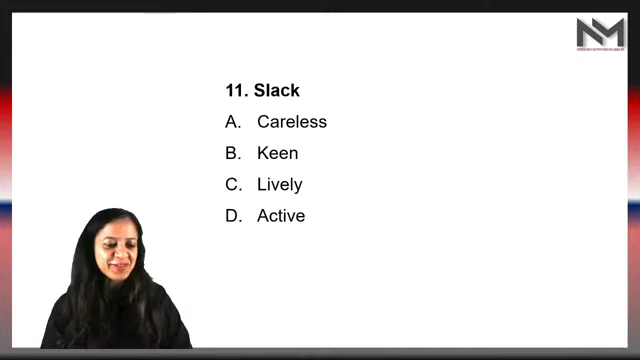 11. Slack
A. Careless
B. Keen
C. Lively
D. Active